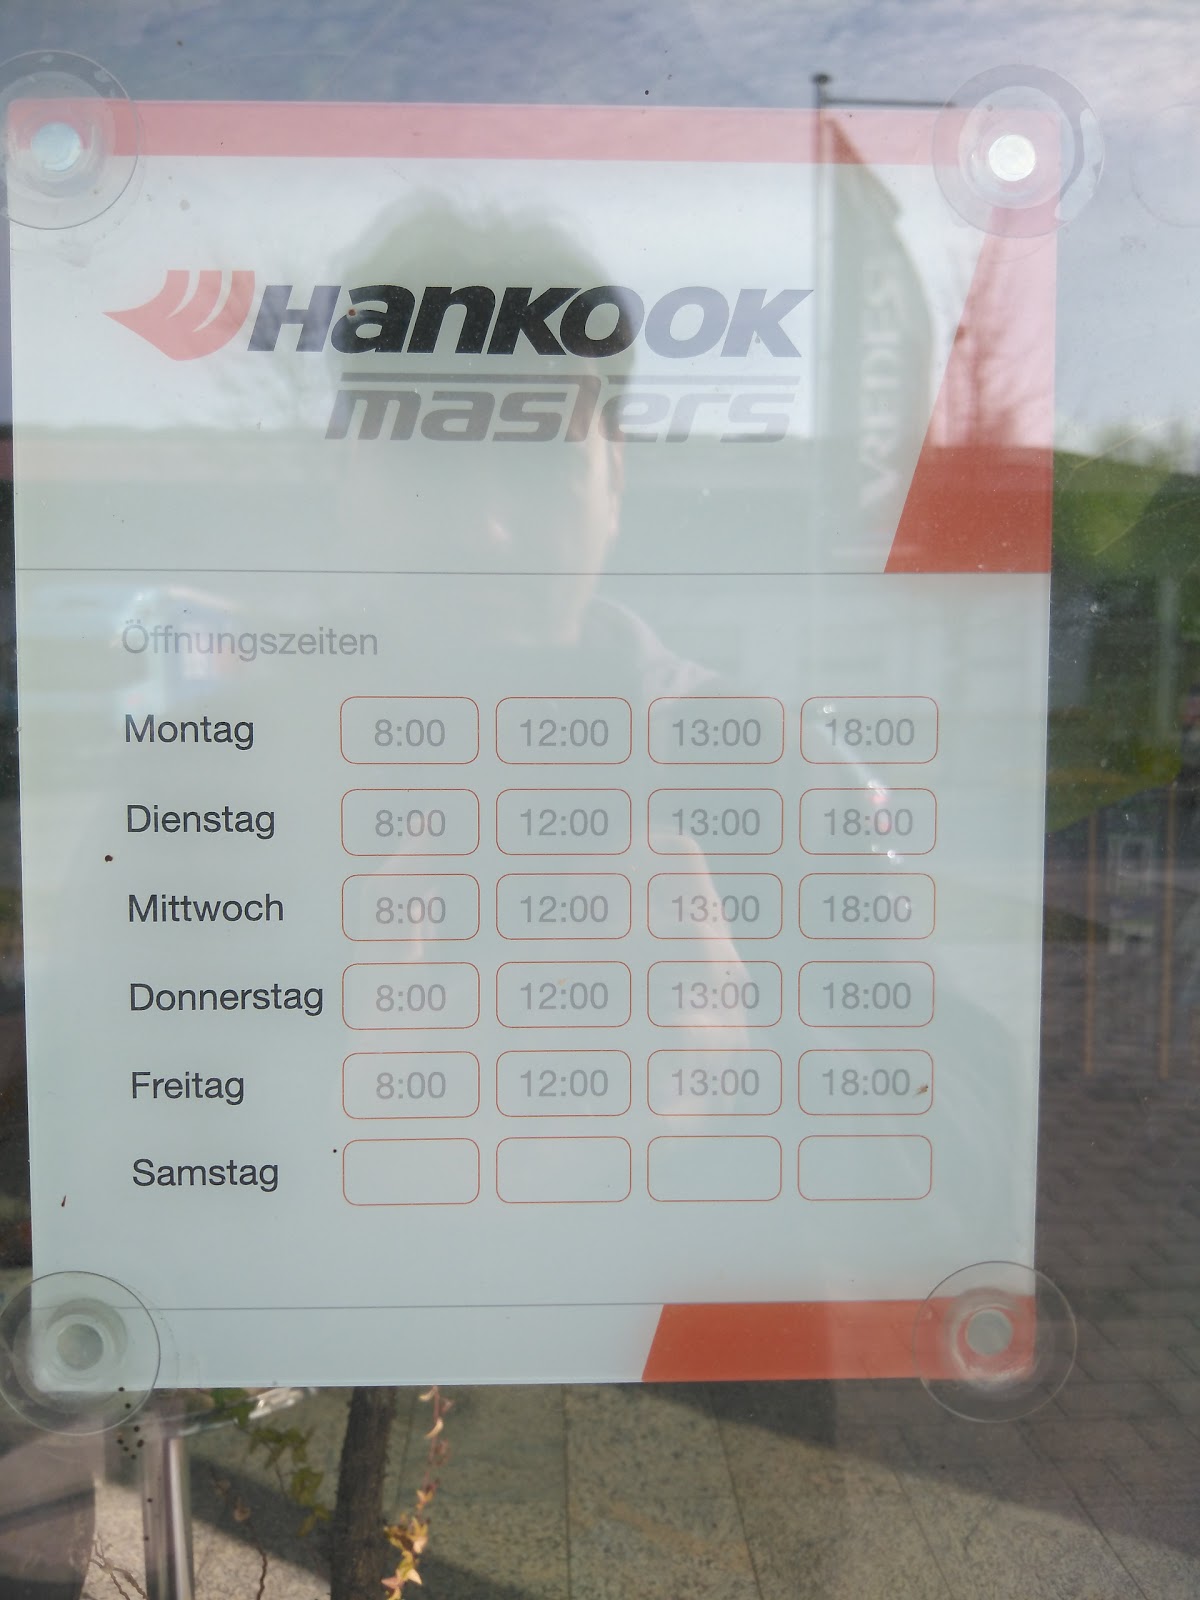 Hankook
masters
VREDEST
Öffnungszeiten
Montag 8:00 12:00 13:00 18:00
Dienstag 8:00 12:00 13:00 18:00
Mittwoch 8:00 12:00 13:00 18:00
Donnerstag 8:00 12:00 13:00 18:00
Freitag 8:00 12:00 13:00 18:00
Samstag